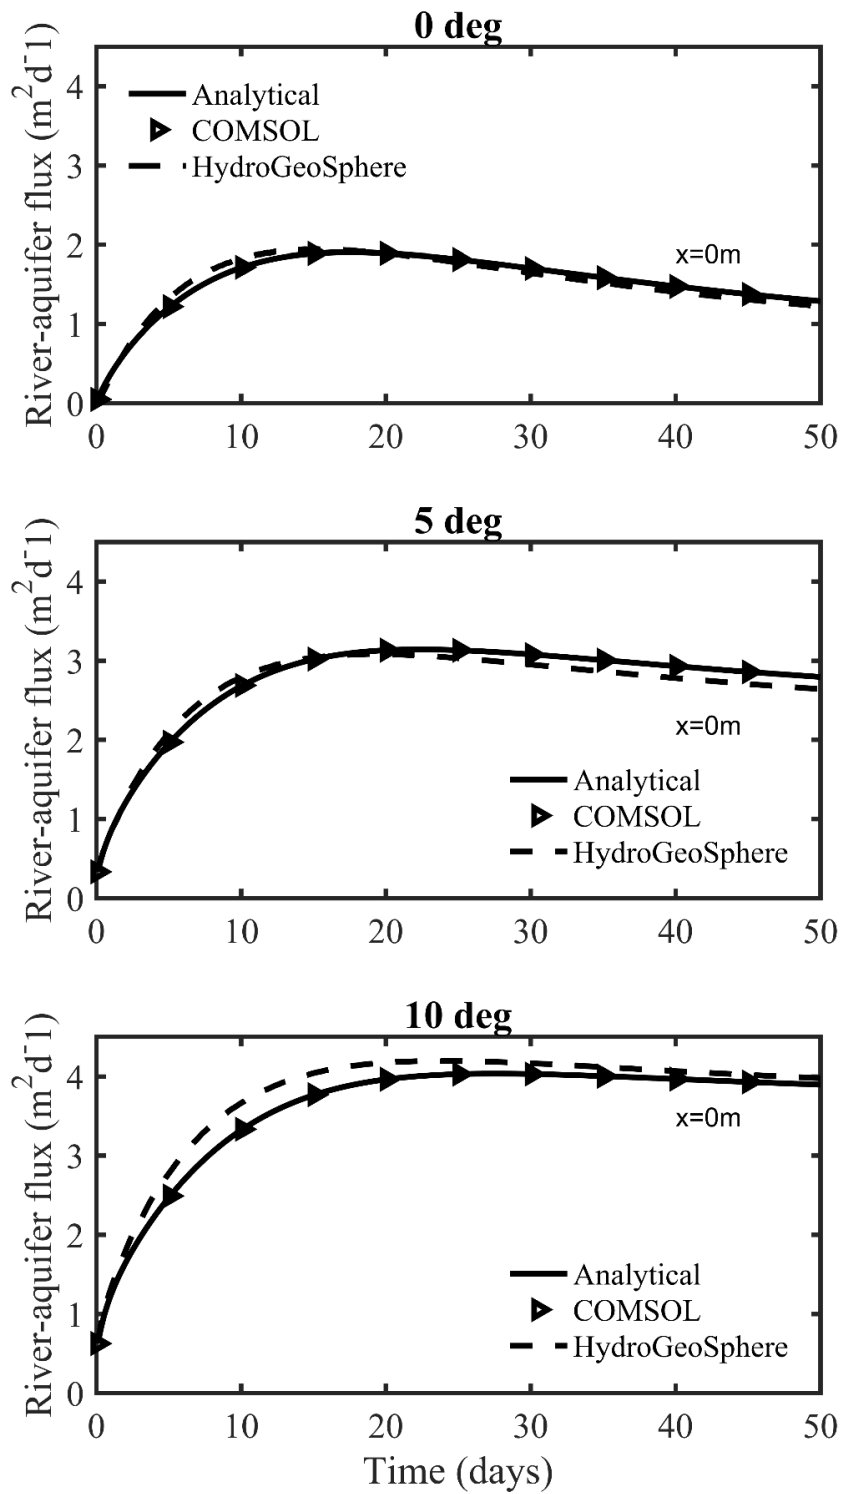 0 deg
River-aquifer flux (m²d⁻1)
4
3
2
1
0
Analytical
COMSOL
HydroGeoSphere
x=0m
0 10 20 30 40 50
5 deg
River-aquifer flux (m²d⁻1)
4
3
2
1
0
x=0m
Analytical
COMSOL
HydroGeoSphere
0 10 20 30 40 50
10 deg
River-aquifer flux (m²d⁻1)
4
3
2
1
0
x=0m
Analytical
COMSOL
HydroGeoSphere
0 10 20 30 40 50
Time (days)